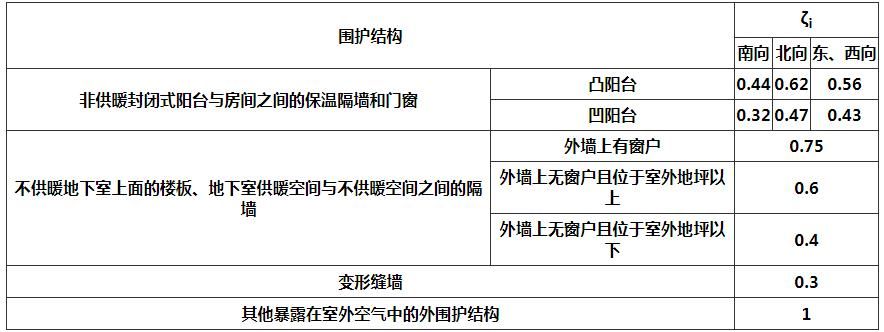 围护结构
ζi
南向 北向 东、西向
非供暖封闭式阳台与房间之间的保温隔墙和门窗
凸阳台
0.44 0.62 0.56
凹阳台
0.32 0.47 0.43
不供暖地下室上面的楼板、地下室供暖空间与不供暖空间之间的隔
墙
外墙上有窗户
0.75
外墙上无窗户且位于室外地坪以
上
0.6
外墙上无窗户且位于室外地坪以
下
0.4
变形缝墙
0.3
其他暴露在室外空气中的外围护结构
1